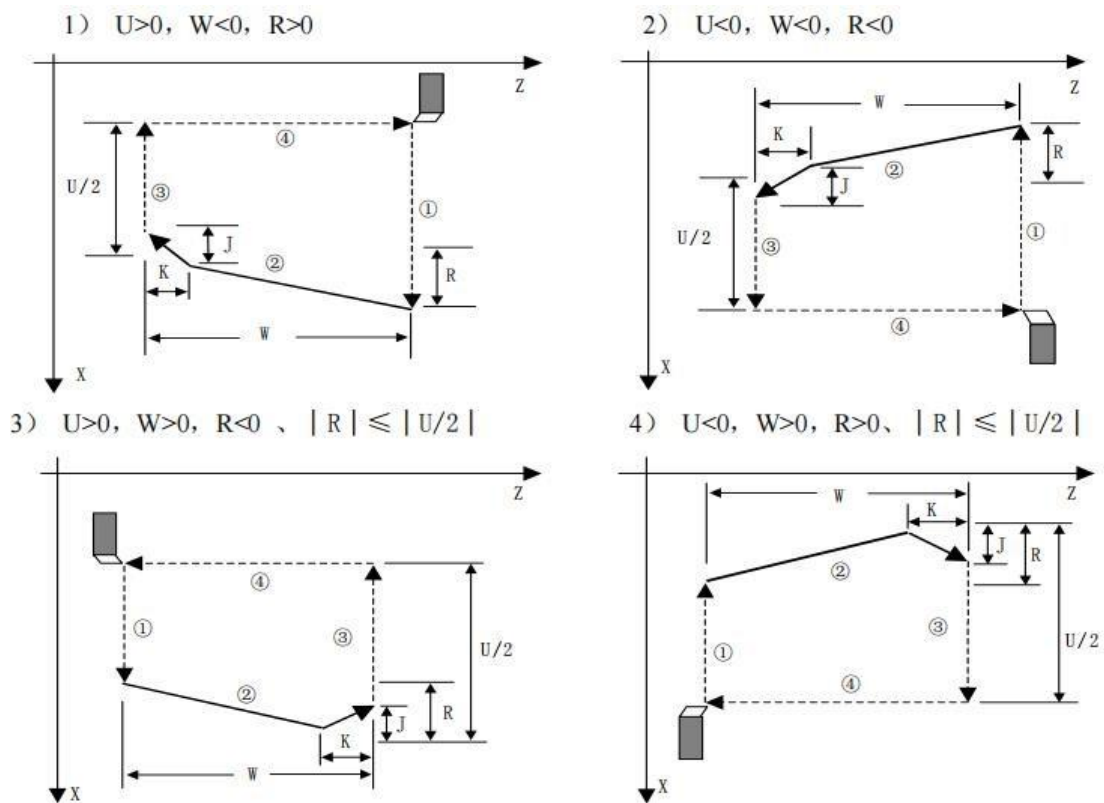 1） U>0，W<0，R>0
Z
④
U/2
③
①
J
②
R
K
W
X
2） U<0，W<0，R<0
Z
W
K
R
②
J
U/2
③
①
④
X
3） U>0，W>0，R<0 、｜R｜≤｜U/2｜
Z
④
①
③
U/2
②
R
J
K
W
X
4） U<0，W>0，R>0、｜R｜≤｜U/2｜
Z
W
K
J
R
②
①
③
U/2
④
X